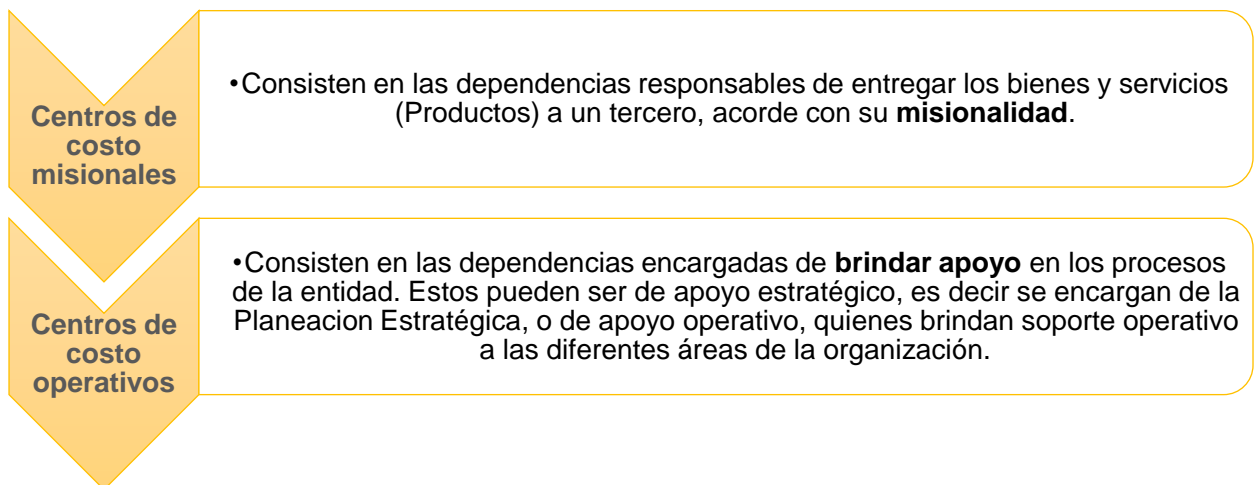 Centros de
costo
misionales
•Consisten en las dependencias responsables de entregar los bienes y servicios
(Productos) a un tercero, acorde con su misionalidad.
Centros de
costo
operativos
•Consisten en las dependencias encargadas de brindar apoyo en los procesos
de la entidad. Estos pueden ser de apoyo estratégico, es decir se encargan de la
Planeacion Estratégica, o de apoyo operativo, quienes brindan soporte operativo
a las diferentes áreas de la organización.